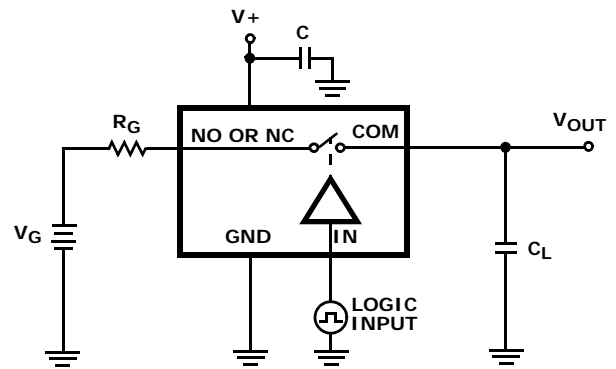 V+
C
RG
NO OR NC
COM
VOUT
VG
GND
IN
CL
LOGIC
INPUT